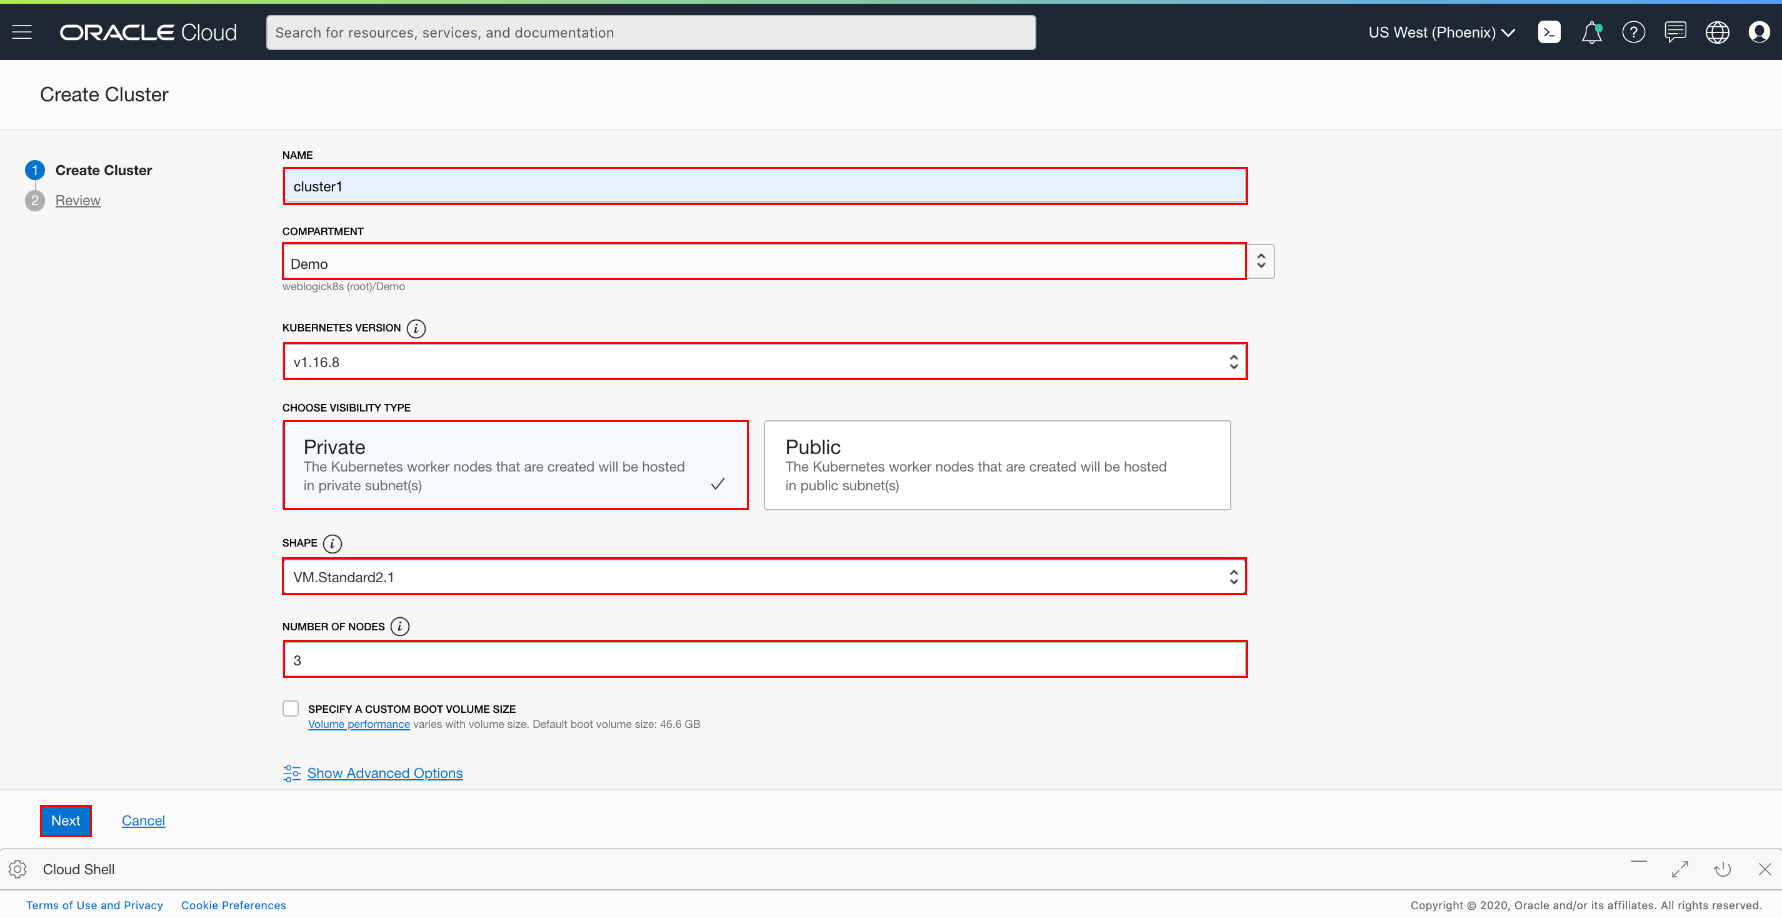 ORACLE Cloud
Search for resources, services, and documentation
US West (Phoenix)
Create Cluster
1 Create Cluster
2 Review
NAME
cluster1
COMPARTMENT
Demo
weblogick8s (root)/Demo
KUBERNETES VERSION i
v1.16.8
CHOOSE VISIBILITY TYPE
Private
The Kubernetes worker nodes that are created will be hosted
in private subnet(s)
Public
The Kubernetes worker nodes that are created will be hosted
in public subnet(s)
SHAPE i
VM.Standard2.1
NUMBER OF NODES i
3
SPECIFY A CUSTOM BOOT VOLUME SIZE
Volume performance varies with volume size. Default boot volume size: 46.6 GB
Show Advanced Options
Next
Cancel
Cloud Shell
Terms of Use and Privacy
Cookie Preferences
Copyright © 2020, Oracle and/or its affiliates. All rights reserved.